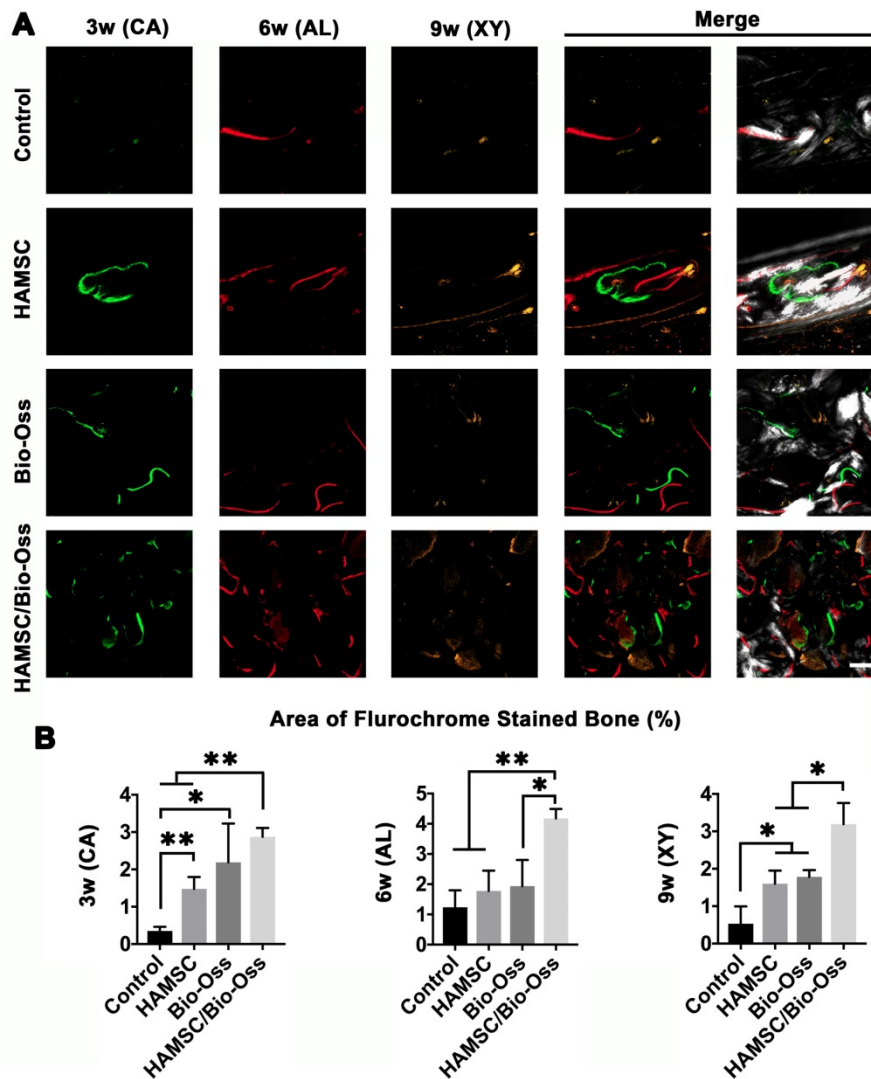 A
3w (CA) 6w (AL) 9w (XY) Merge
Control
HAMSC
Bio-Oss
HAMSC/Bio-Oss
B
Area of Flurochrome Stained Bone (%)
3w (CA)
4
3
2
1
0
**
*
**
Control
HAMSC
Bio-Oss
HAMSC/Bio-Oss
6w (AL)
5
4
3
2
1
0
**
*
Control
HAMSC
Bio-Oss
HAMSC/Bio-Oss
9w (XY)
4
3
2
1
0
*
*
Control
HAMSC
Bio-Oss
HAMSC/Bio-Oss